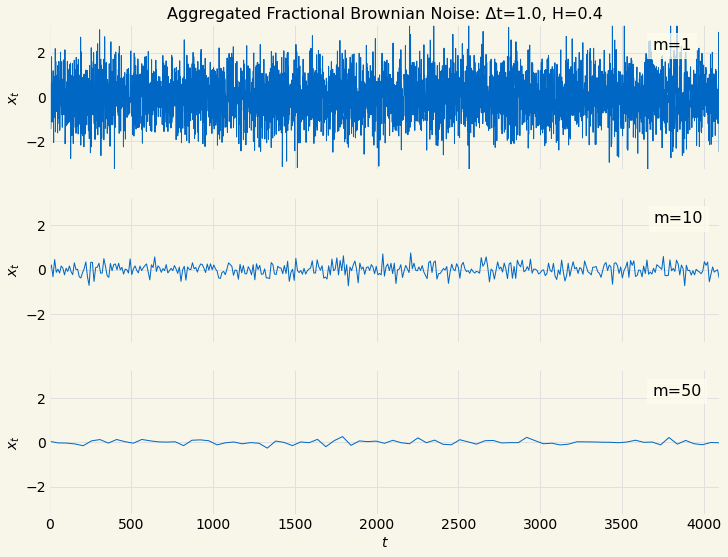 Aggregated Fractional Brownian Noise: Δt=1.0, H=0.4
m=1
2
0
−2
x_t
m=10
2
0
−2
x_t
m=50
2
0
−2
x_t
0 500 1000 1500 2000 2500 3000 3500 4000
t